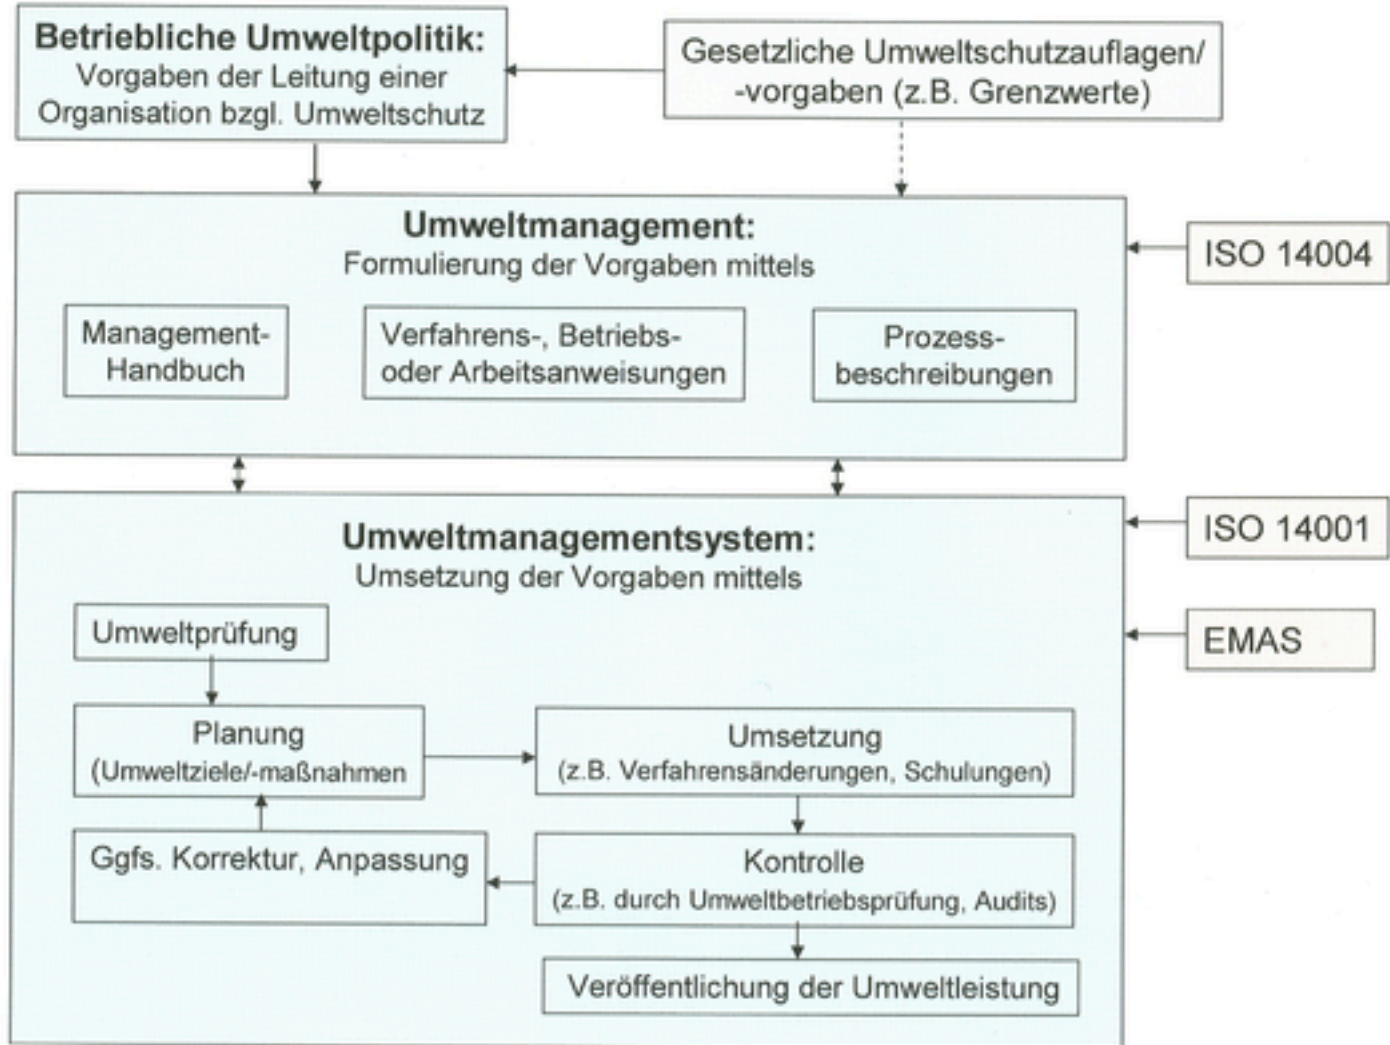 Betriebliche Umweltpolitik:
Vorgaben der Leitung einer
Organisation bzgl. Umweltschutz
Gesetzliche Umweltschutzauflagen/
-vorgaben (z.B. Grenzwerte)
Umweltmanagement:
Formulierung der Vorgaben mittels
ISO 14004
Management-
Handbuch
Verfahrens-, Betriebs-
oder Arbeitsanweisungen
Prozess-
beschreibungen
Umweltmanagementsystem:
Umsetzung der Vorgaben mittels
ISO 14001
EMAS
Umweltprüfung
Planung
(Umweltziele/-maßnahmen
Umsetzung
(z.B. Verfahrensänderungen, Schulungen)
Ggfs. Korrektur, Anpassung
Kontrolle
(z.B. durch Umweltbetriebsprüfung, Audits)
Veröffentlichung der Umweltleistung